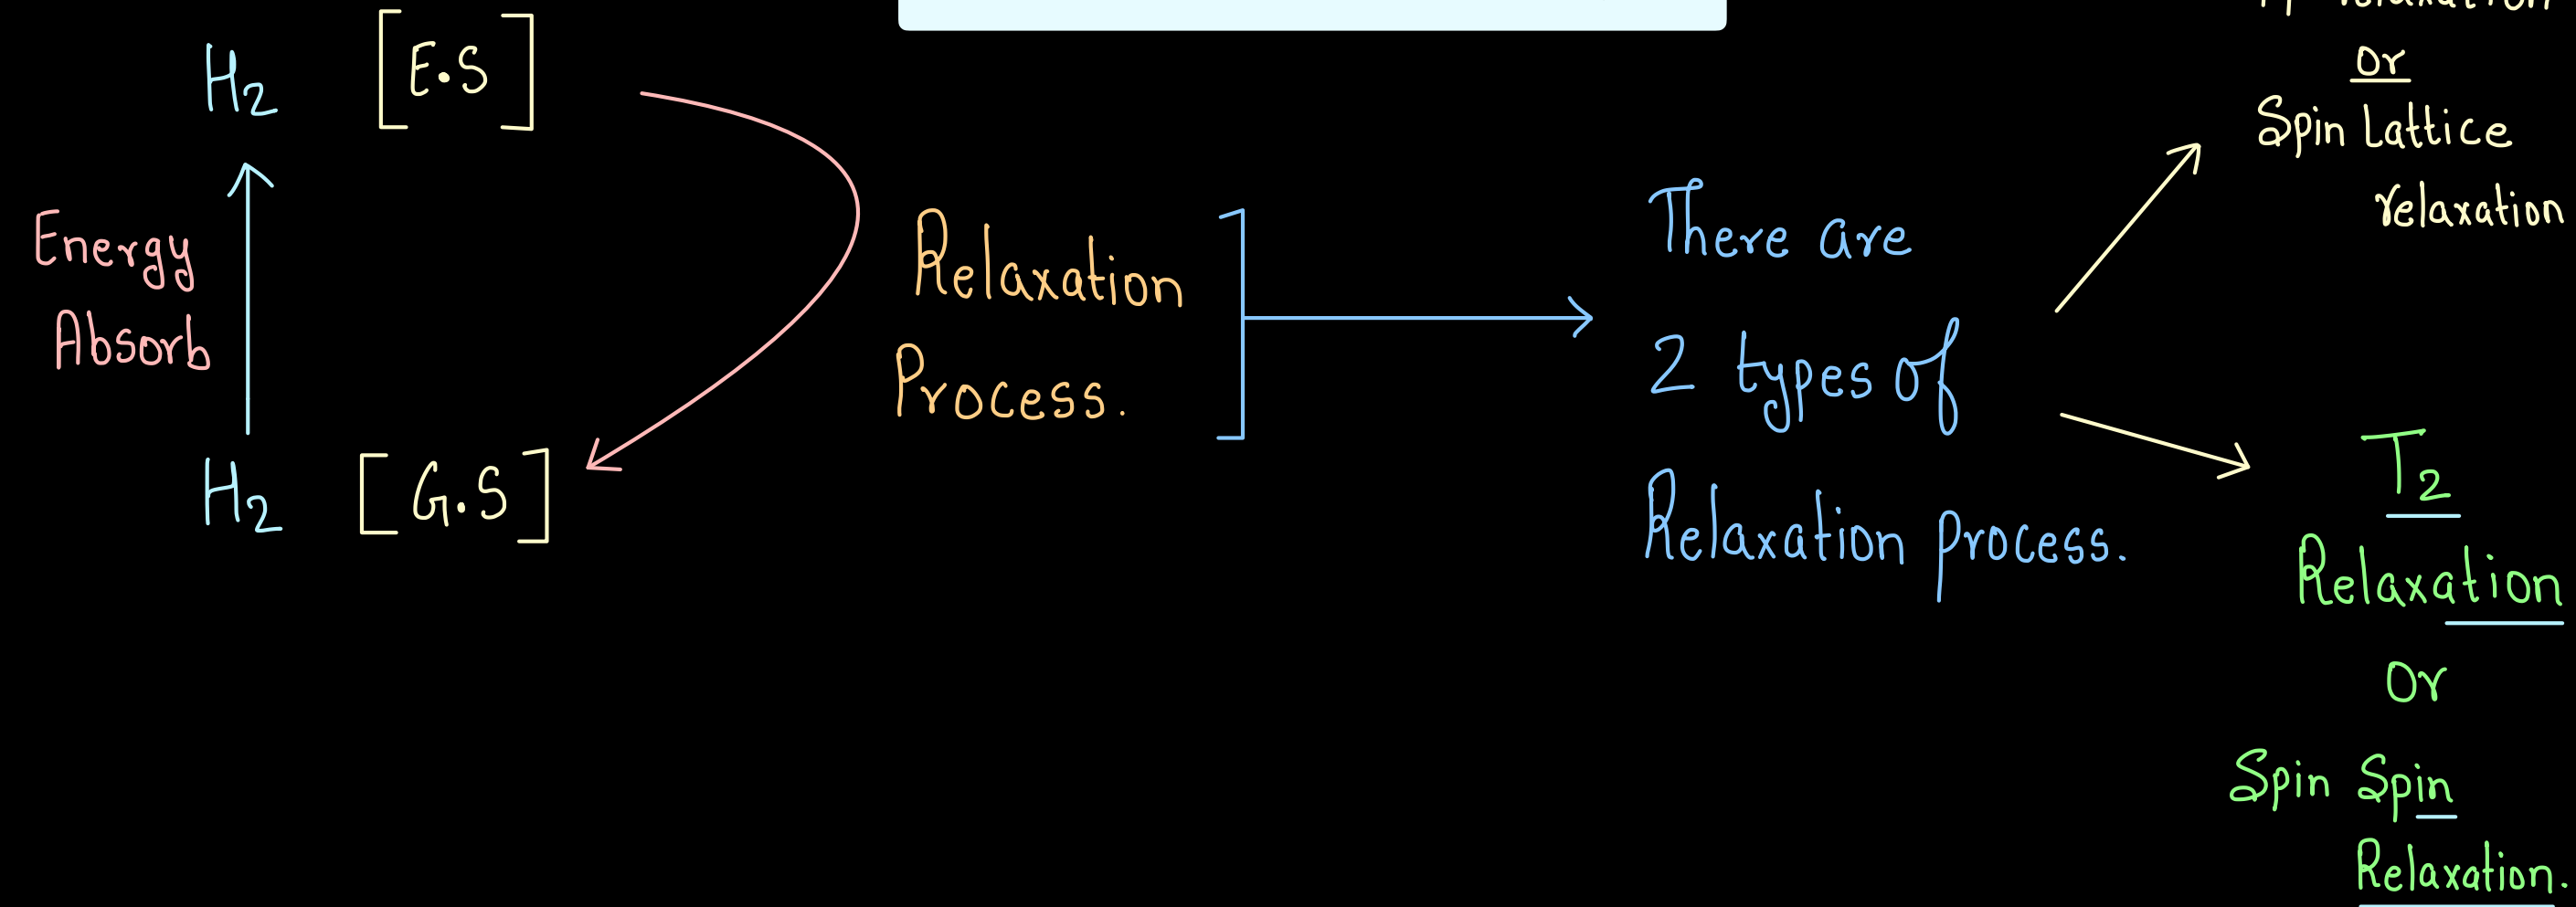 H₂ [E.S]
Energy
Absorb
H₂ [G.S]
Relaxation
Process.
There are
2 types of
Relaxation process.
relaxation
or
Spin Lattice
relaxation
T₂
Relaxation
Or
Spin Spin
Relaxation.